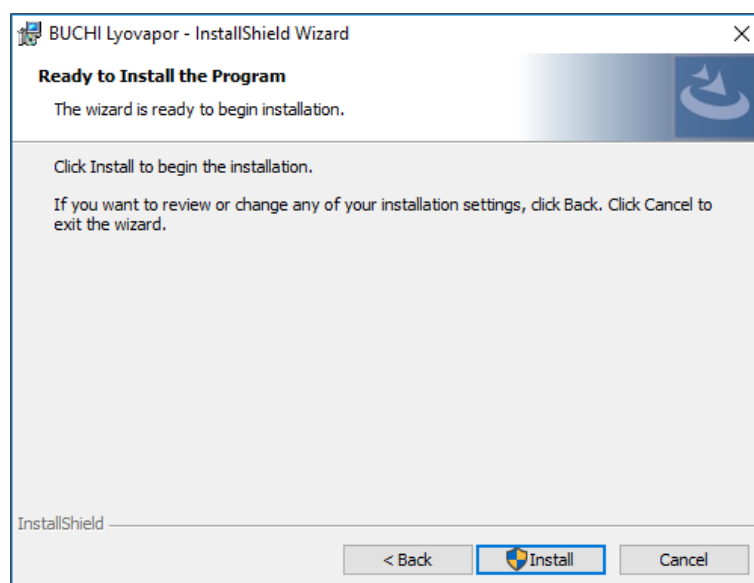 BUCHI Lyovapor - InstallShield Wizard
Ready to Install the Program
The wizard is ready to begin installation.
Click Install to begin the installation.
If you want to review or change any of your installation settings, click Back. Click Cancel to
exit the wizard.
InstallShield
< Back Install Cancel